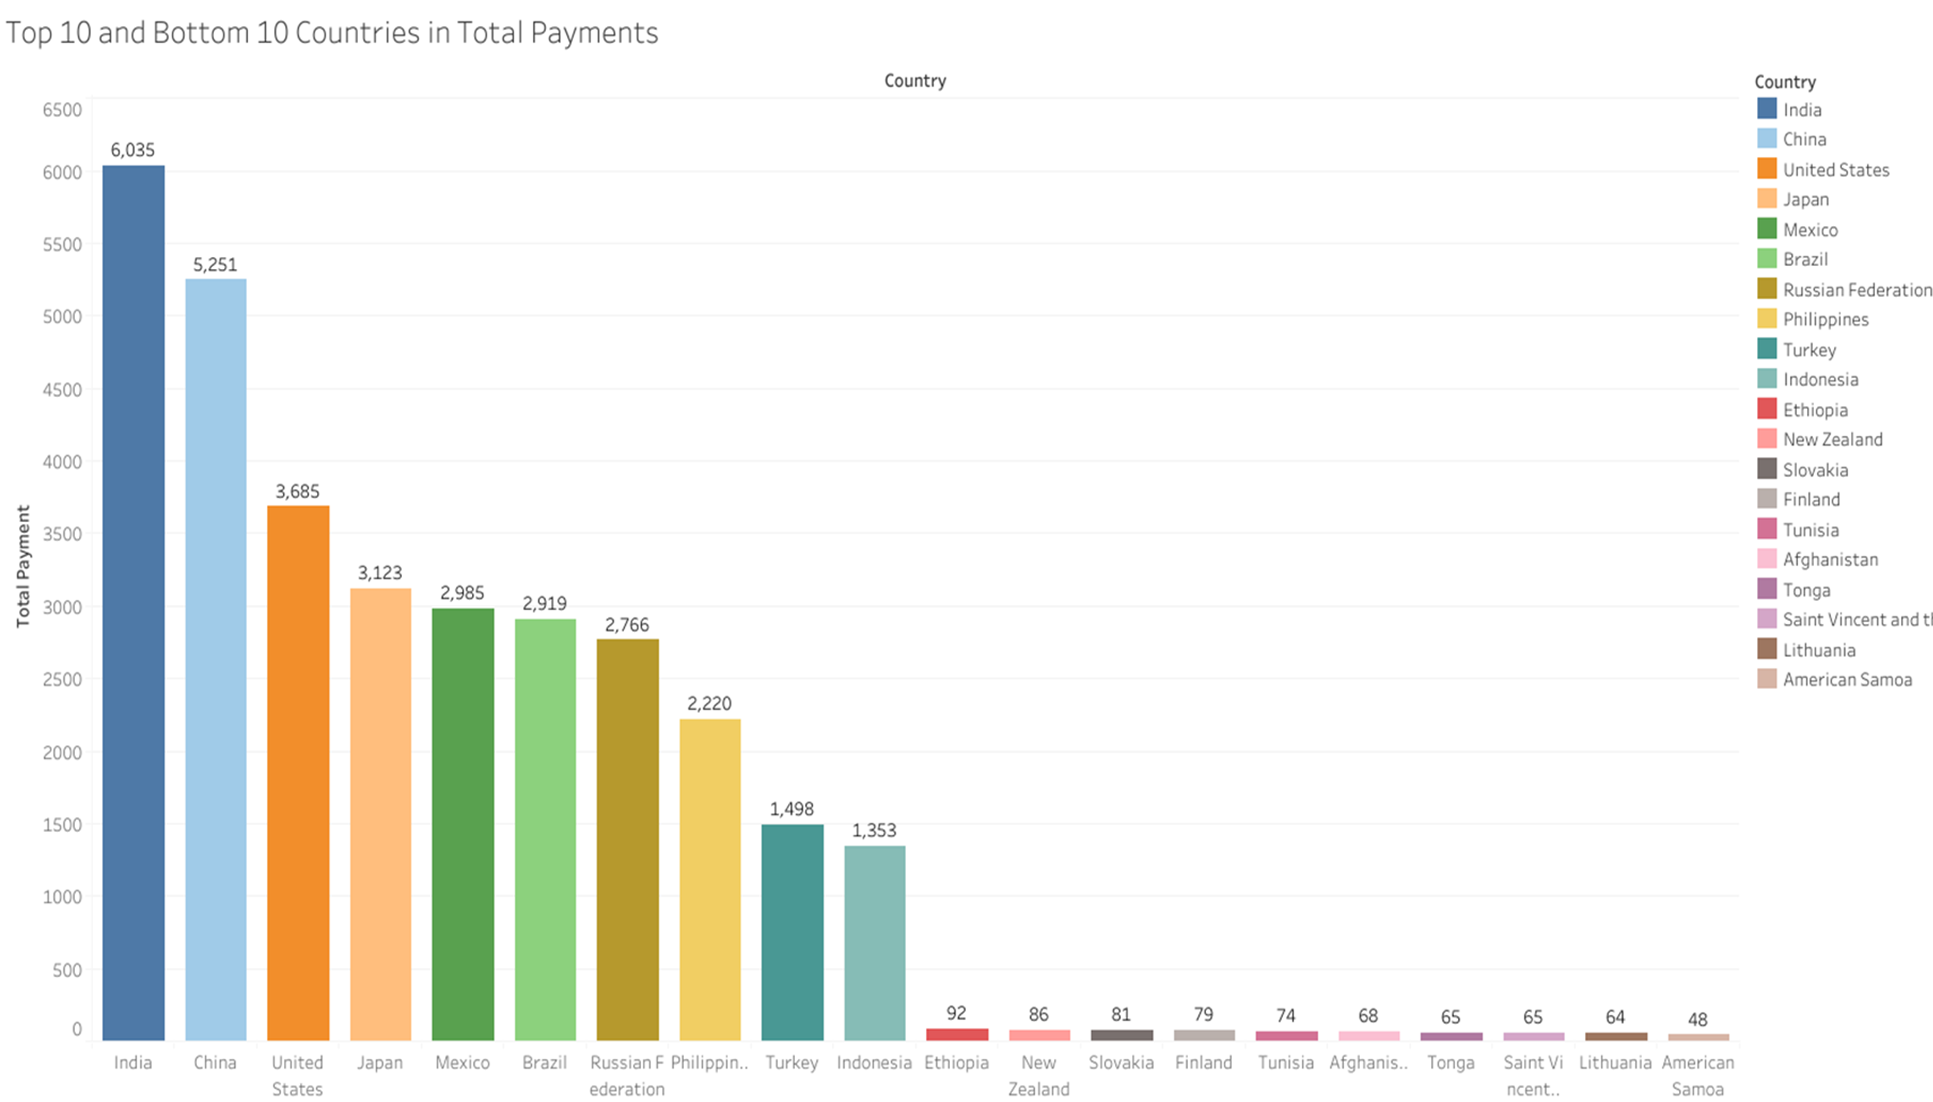 Top 10 and Bottom 10 Countries in Total Payments
Country
Total Payment
6500
6000
5500
5000
4500
4000
3500
3000
2500
2000
1500
1000
500
0
6,035
5,251
3,685
3,123
2,985
2,919
2,766
2,220
1,498
1,353
92
86
81
79
74
68
65
65
64
48
India
China
United
States
Japan
Mexico
Brazil
Russian F
ederation
Philippin..
Turkey
Indonesia
Ethiopia
New
Zealand
Slovakia
Finland
Tunisia
Afghanis..
Tonga
Saint Vi
ncent..
Lithuania
American
Samoa
Country
India
China
United States
Japan
Mexico
Brazil
Russian Federation
Philippines
Turkey
Indonesia
Ethiopia
New Zealand
Slovakia
Finland
Tunisia
Afghanistan
Tonga
Saint Vincent and th
Lithuania
American Samoa